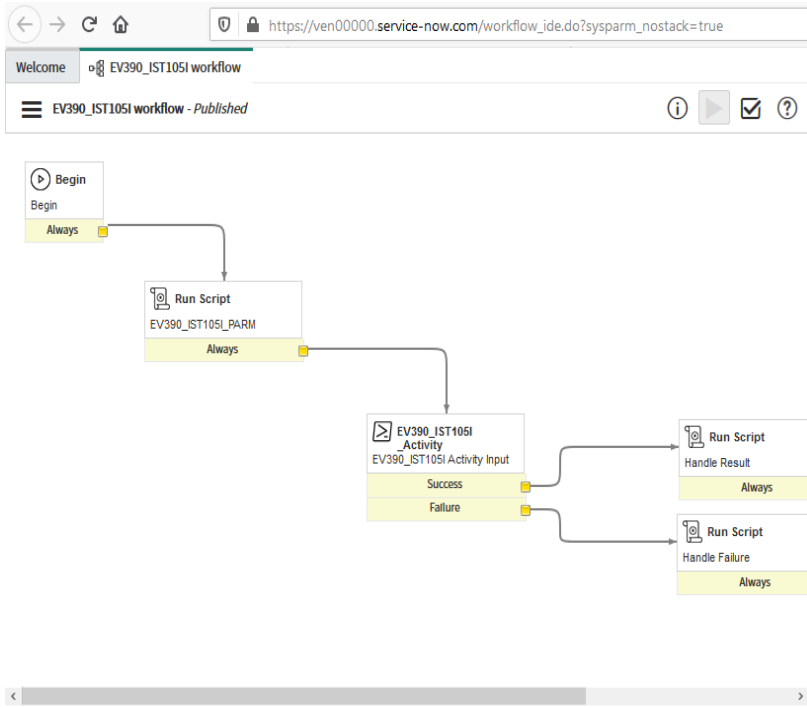 https://ven00000.service-now.com/workflow_ide.do?sysparm_nostack=true
Welcome
EV390_IST105I workflow
EV390_IST105I workflow - Published
Begin
Begin
Always
Run Script
EV390_IST105I_PARM
Always
EV390_IST105I
_Activity
EV390_IST105I Activity Input
Success
Failure
Run Script
Handle Result
Always
Run Script
Handle Failure
Always